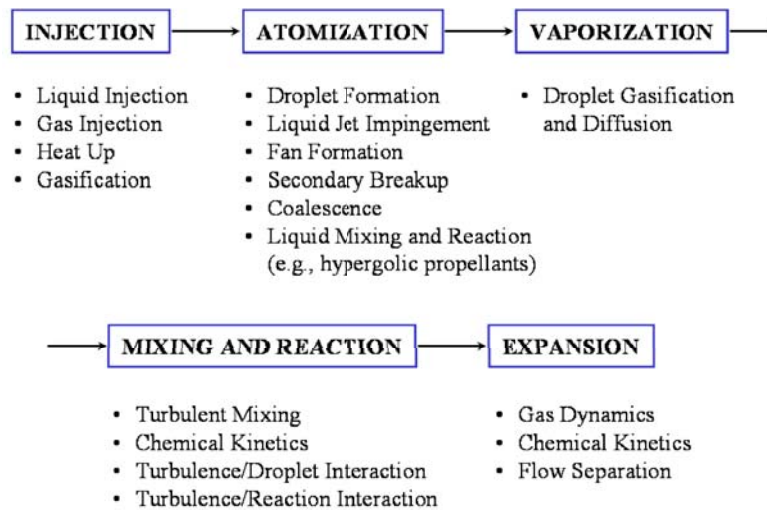 INJECTION
ATOMIZATION
VAPORIZATION
• Liquid Injection
• Gas Injection
• Heat Up
• Gasification
• Droplet Formation
• Liquid Jet Impingement
• Fan Formation
• Secondary Breakup
• Coalescence
• Liquid Mixing and Reaction
(e.g., hypergolic propellants)
• Droplet Gasification
and Diffusion
MIXING AND REACTION
EXPANSION
• Turbulent Mixing
• Chemical Kinetics
• Turbulence/Droplet Interaction
• Turbulence/Reaction Interaction
• Gas Dynamics
• Chemical Kinetics
• Flow Separation